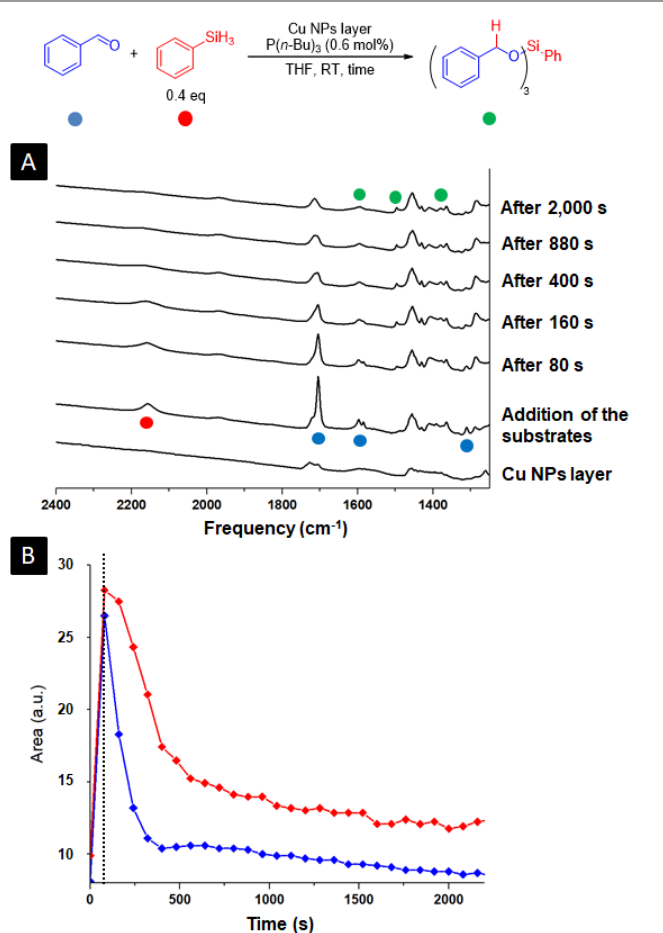 Cu NPs layer
P(n-Bu)3 (0.6 mol%)
THF, RT, time
O
+
SiH3
0.4 eq
H
O
Si
Ph
3
A
After 2,000 s
After 880 s
After 400 s
After 160 s
After 80 s
Addition of the
substrates
Cu NPs layer
2400 2200 2000 1800 1600 1400
Frequency (cm-1)
B
Area (a.u.)
30
25
20
15
10
0 500 1000 1500 2000
Time (s)